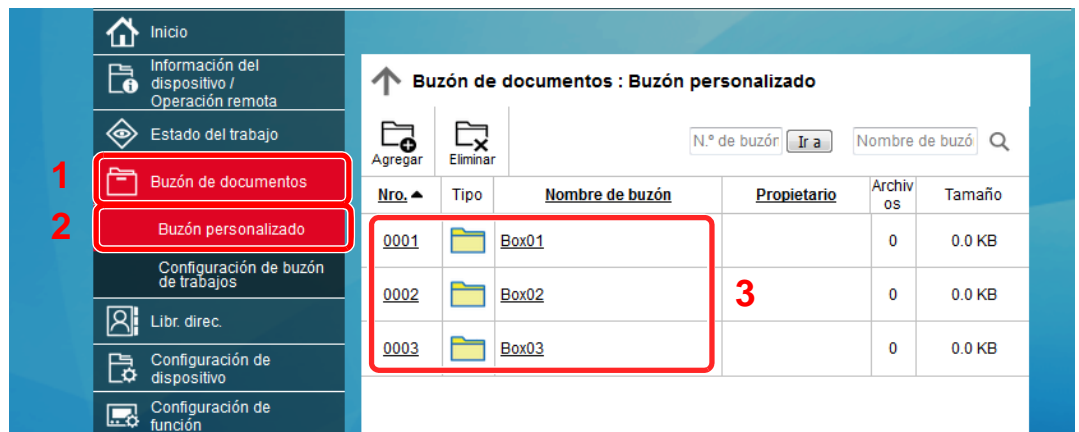 Inicio
Información del
dispositivo /
Operación remota
Estado del trabajo
1
Buzón de documentos
2
Buzón personalizado
Configuración de buzón
de trabajos
Libr. direc.
Configuración de
dispositivo
Configuración de
función
Buzón de documentos : Buzón personalizado
Agregar Eliminar
N.º de buzón Ir a Nombre de buzó
Nro. Tipo Nombre de buzón Propietario Archiv
os Tamaño
0001 Box01 0 0.0 KB
0002 Box02 0 0.0 KB
3
0003 Box03 0 0.0 KB